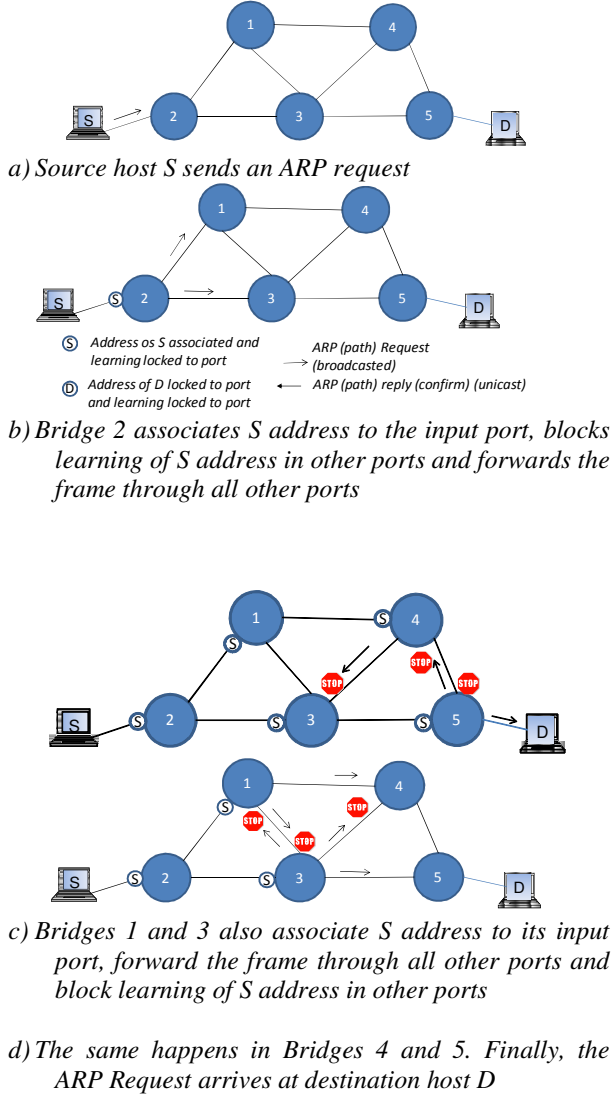 1
4
S
2
3
5
D
a) Source host S sends an ARP request
1
4
S
S
2
3
5
D
S Address os S associated and
learning locked to port
ARP (path) Request
(broadcasted)
D Address of D locked to port
and learning locked to port
ARP (path) reply (confirm) (unicast)
b) Bridge 2 associates S address to the input port, blocks
learning of S address in other ports and forwards the
frame through all other ports
1
S
4
S
STOP
STOP
STOP
S
S
2
S
3
S
5
D
1
4
S
STOP
STOP
STOP
S
S
2
S
3
5
D
c) Bridges 1 and 3 also associate S address to its input
port, forward the frame through all other ports and
block learning of S address in other ports
d) The same happens in Bridges 4 and 5. Finally, the
ARP Request arrives at destination host D